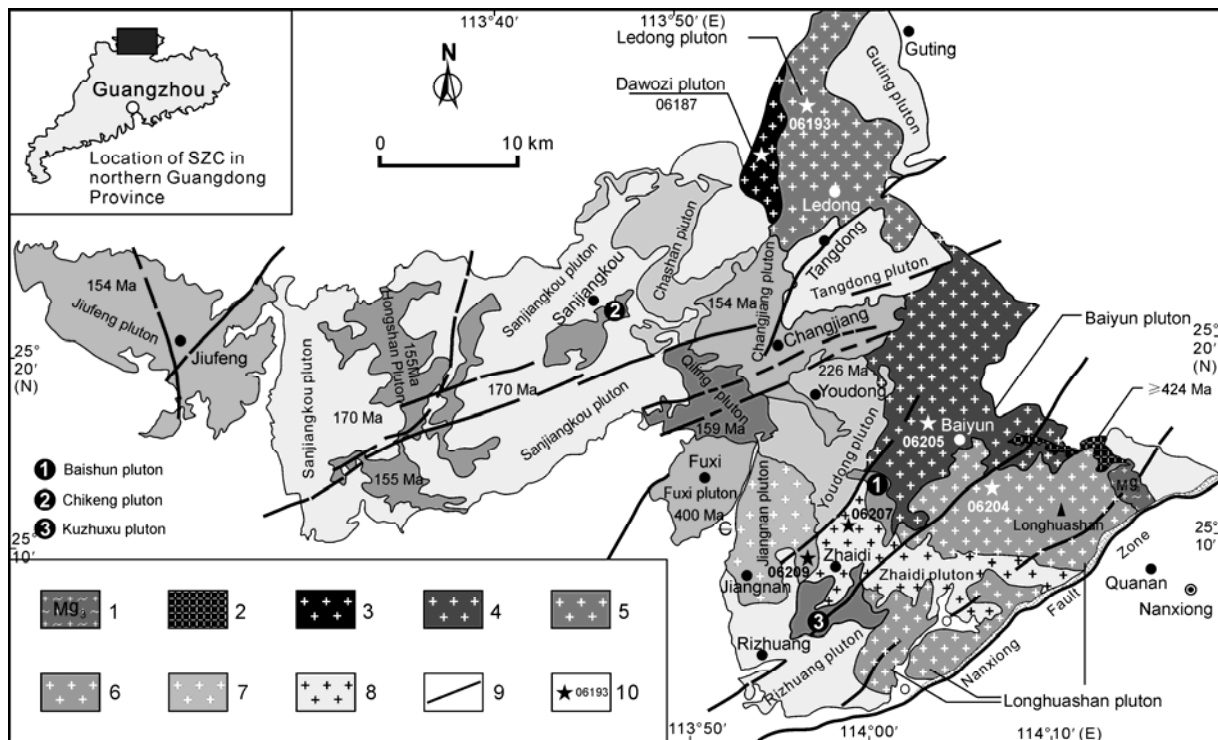 113°40′
113°50′ (E)
Ledong pluton
Guting
Guting pluton
Guangzhou
Location of SZC in
northern Guangdong
Province
N
0
10 km
Dawozi pluton
06187
06193
Ledong
Tangdong
Tangdong pluton
154 Ma
Jiufeng pluton
Jiufeng
Sanjiangkou pluton
Sanjiangkou
2
Chashan pluton
154 Ma
Changjiang pluton
Changjiang
Baiyun pluton
25°
20′
(N)
25°
20′
(N)
Hongshan Pluton
155Ma
170 Ma
170 Ma
Sanjiangkou pluton
Sanjiangkou pluton
Qiling pluton
159 Ma
226 Ma
Youdong
Youdong pluton
≥424 Ma
06205
Baiyun
155 Ma
Fuxi
Fuxi pluton
400 Ma
Jiangnan pluton
1
06207
06204
Longhuashan
Mg
1 Baishun pluton
2 Chikeng pluton
3 Kuzhuxu pluton
25°
10′
25°
10′
G
Zhaidi
Zhaidi pluton
06209
Jiangnan
3
Quanan
Nanxiong
Rizhuang
Rizhuang pluton
Nanxiong
Fault
Zone
Longhuashan pluton
Mg
1
2
3
4
5
6
7
8
9
06193
10
113°50′
114°00′
114°10′ (E)